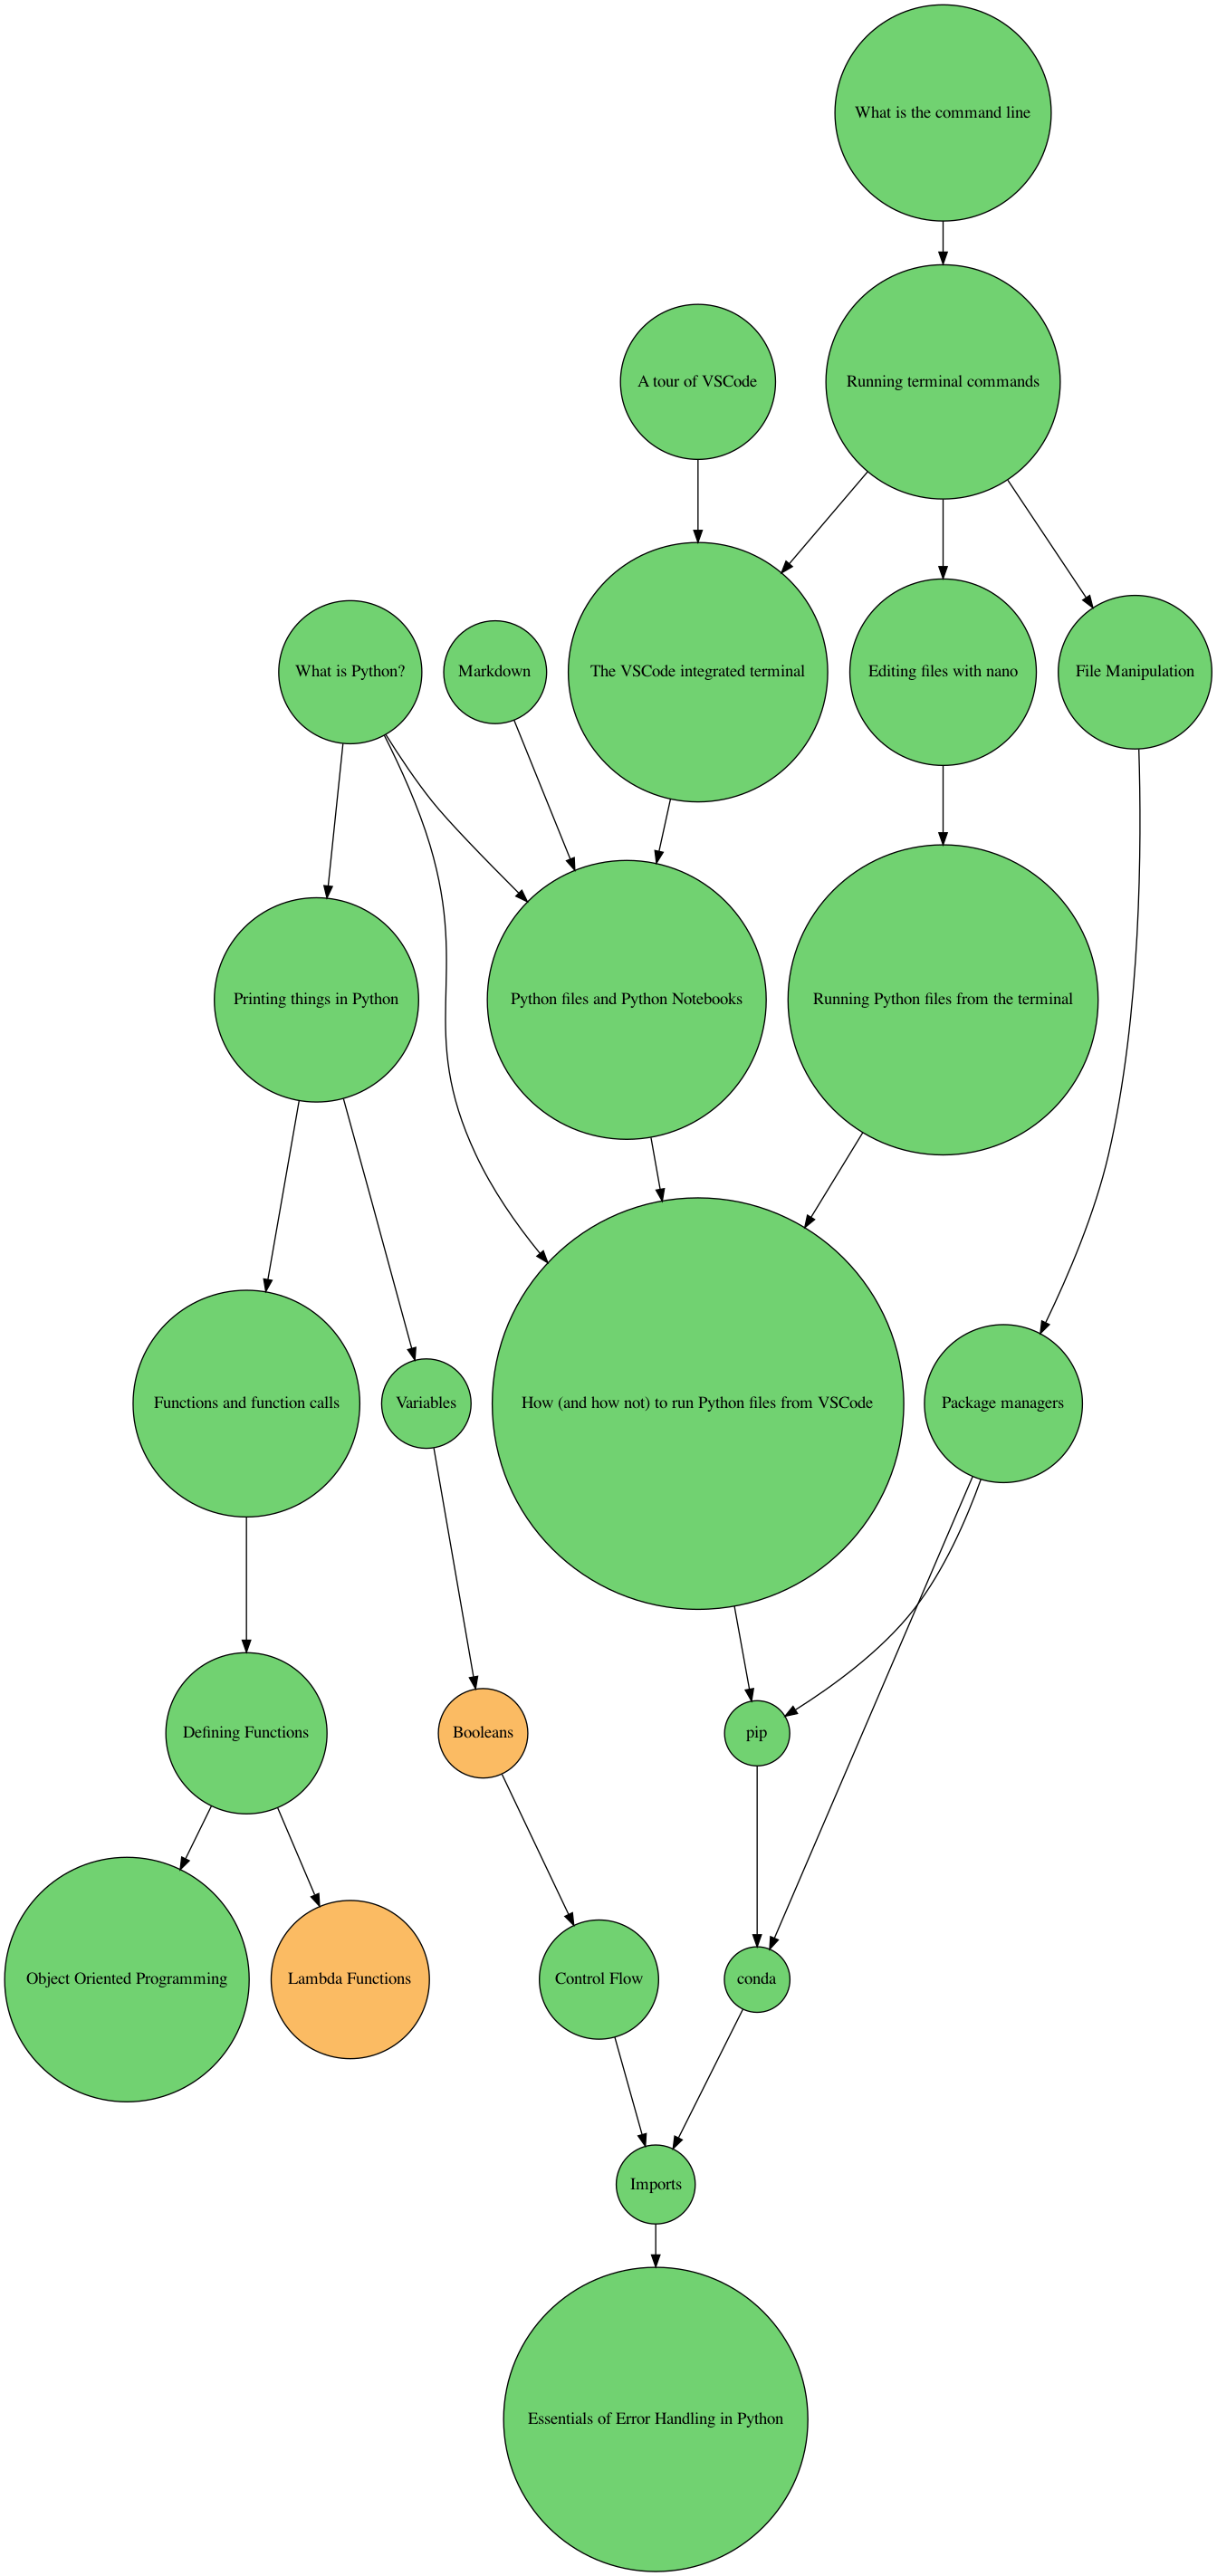 What is the command line
A tour of VSCode
Running terminal commands
What is Python?
Markdown
The VSCode integrated terminal
Editing files with nano
File Manipulation
Printing things in Python
Python files and Python Notebooks
Running Python files from the terminal
Functions and function calls
Variables
How (and how not) to run Python files from VSCode
Package managers
Defining Functions
Booleans
pip
Object Oriented Programming
Lambda Functions
Control Flow
conda
Imports
Essentials of Error Handling in Python